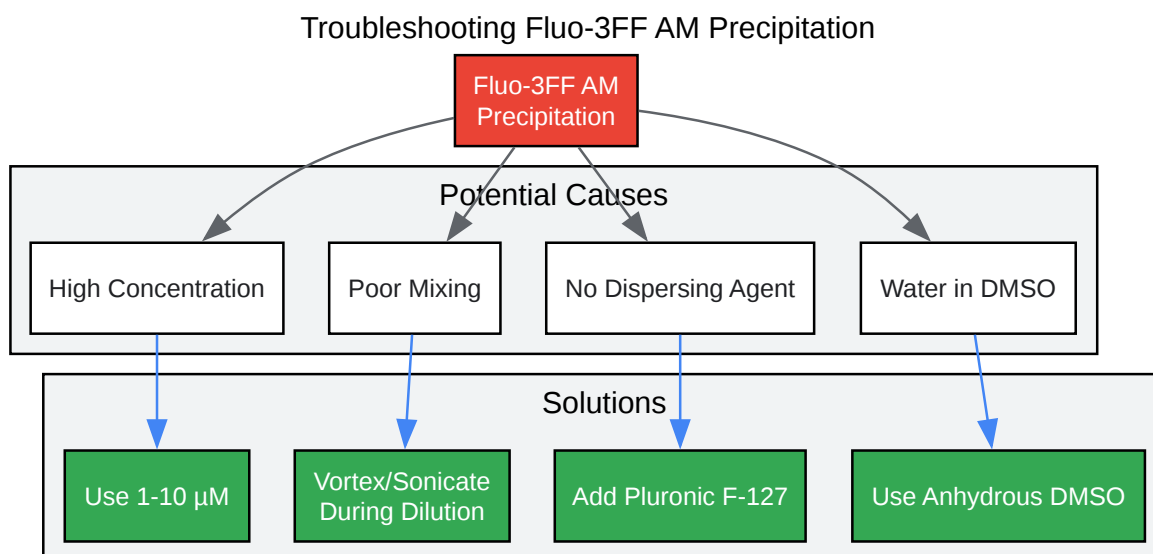 Troubleshooting Fluo-3FF AM Precipitation
Fluo-3FF AM
Precipitation
Potential Causes
High Concentration
Poor Mixing
No Dispersing Agent
Water in DMSO
Solutions
Use 1-10 µM
Vortex/Sonicate
During Dilution
Add Pluronic F-127
Use Anhydrous DMSO